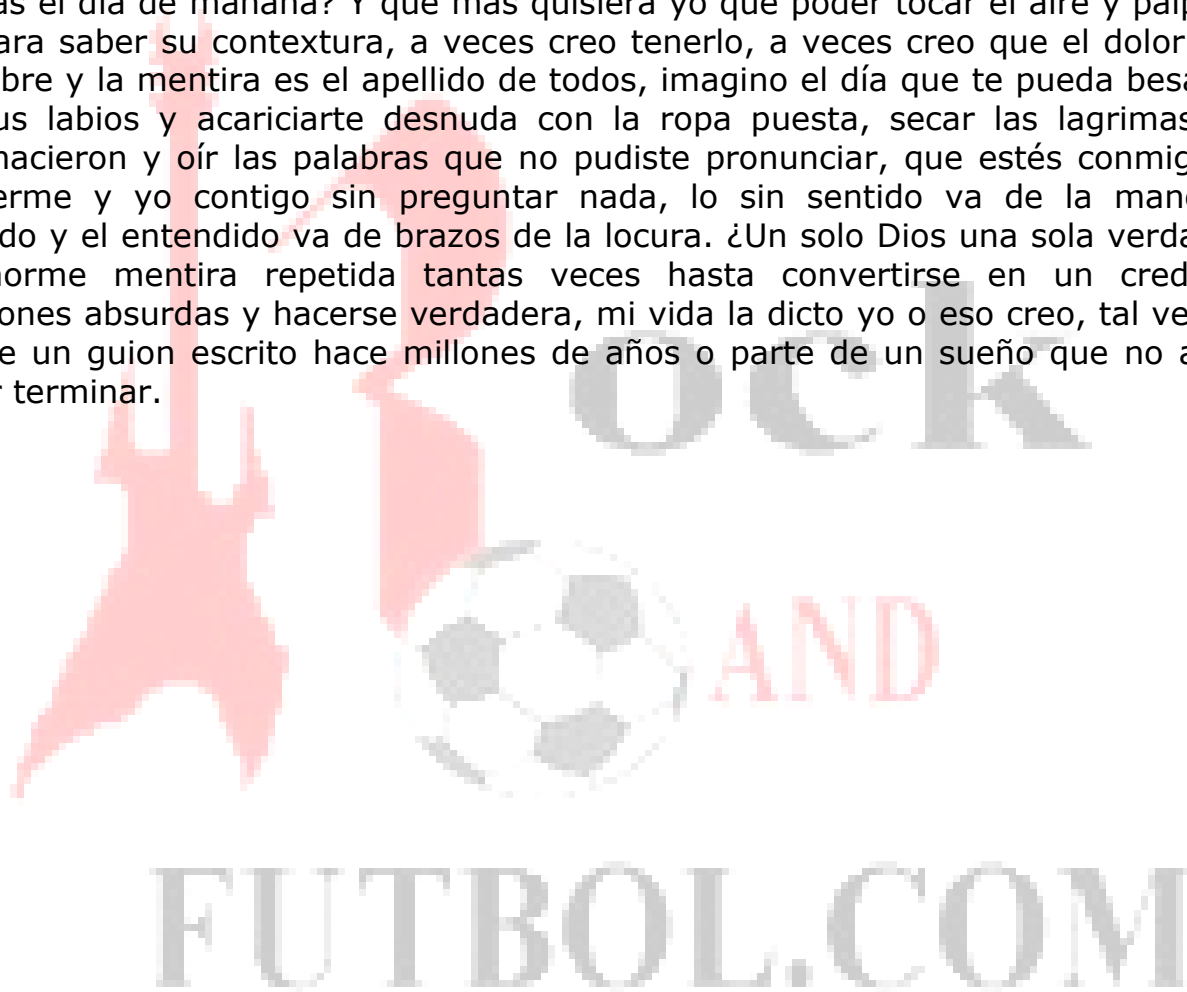 as el día de mañana? Y que más quisiera yo que poder tocar el aire y palp
ara saber su contextura, a veces creo tenerlo, a veces creo que el dolor
bre y la mentira es el apellido de todos, imagino el día que te pueda besa
us labios y acariciarte desnuda con la ropa puesta, secar las lagrimas
nacieron y oír las palabras que no pudiste pronunciar, que estés conmig
erme y yo contigo sin preguntar nada, lo sin sentido va de la man
do y el entendido va de brazos de la locura. ¿Un solo Dios una sola verda
norme mentira repetida tantas veces hasta convertirse en un cred
ones absurdas y hacerse verdadera, mi vida la dicto yo o eso creo, tal ve
e un guion escrito hace millones de años o parte de un sueño que no a
r terminar.
Rock
AND
FUTBOL.COM